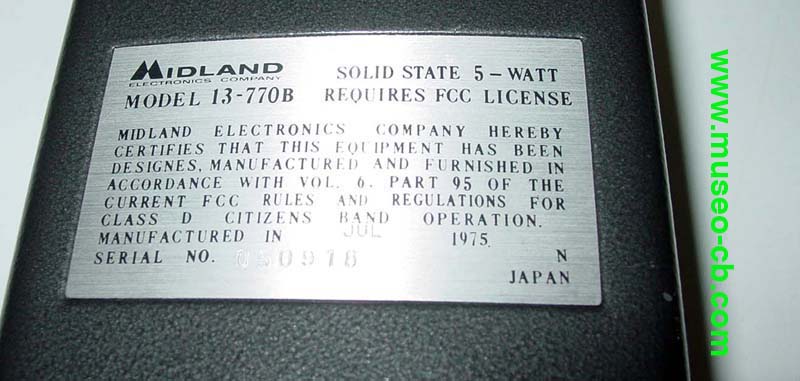 MIDLAND
ELECTRONICS COMPANY
SOLID STATE 5-WATT
MODEL 13-770B REQUIRES FCC LICENSE
MIDLAND ELECTRONICS COMPANY HEREBY
CERTIFIES THAT THIS EQUIPMENT HAS BEEN
DESIGNES, MANUFACTURED AND FURNISHED IN
ACCORDANCE WITH VOL. 6. PART 95 OF THE
CURRENT FCC RULES AND REGULATIONS FOR
CLASS D CITIZENS BAND OPERATION.
MANUFACTURED IN JUL 1975.
SERIAL NO. N
JAPAN
www.museo-cb.com